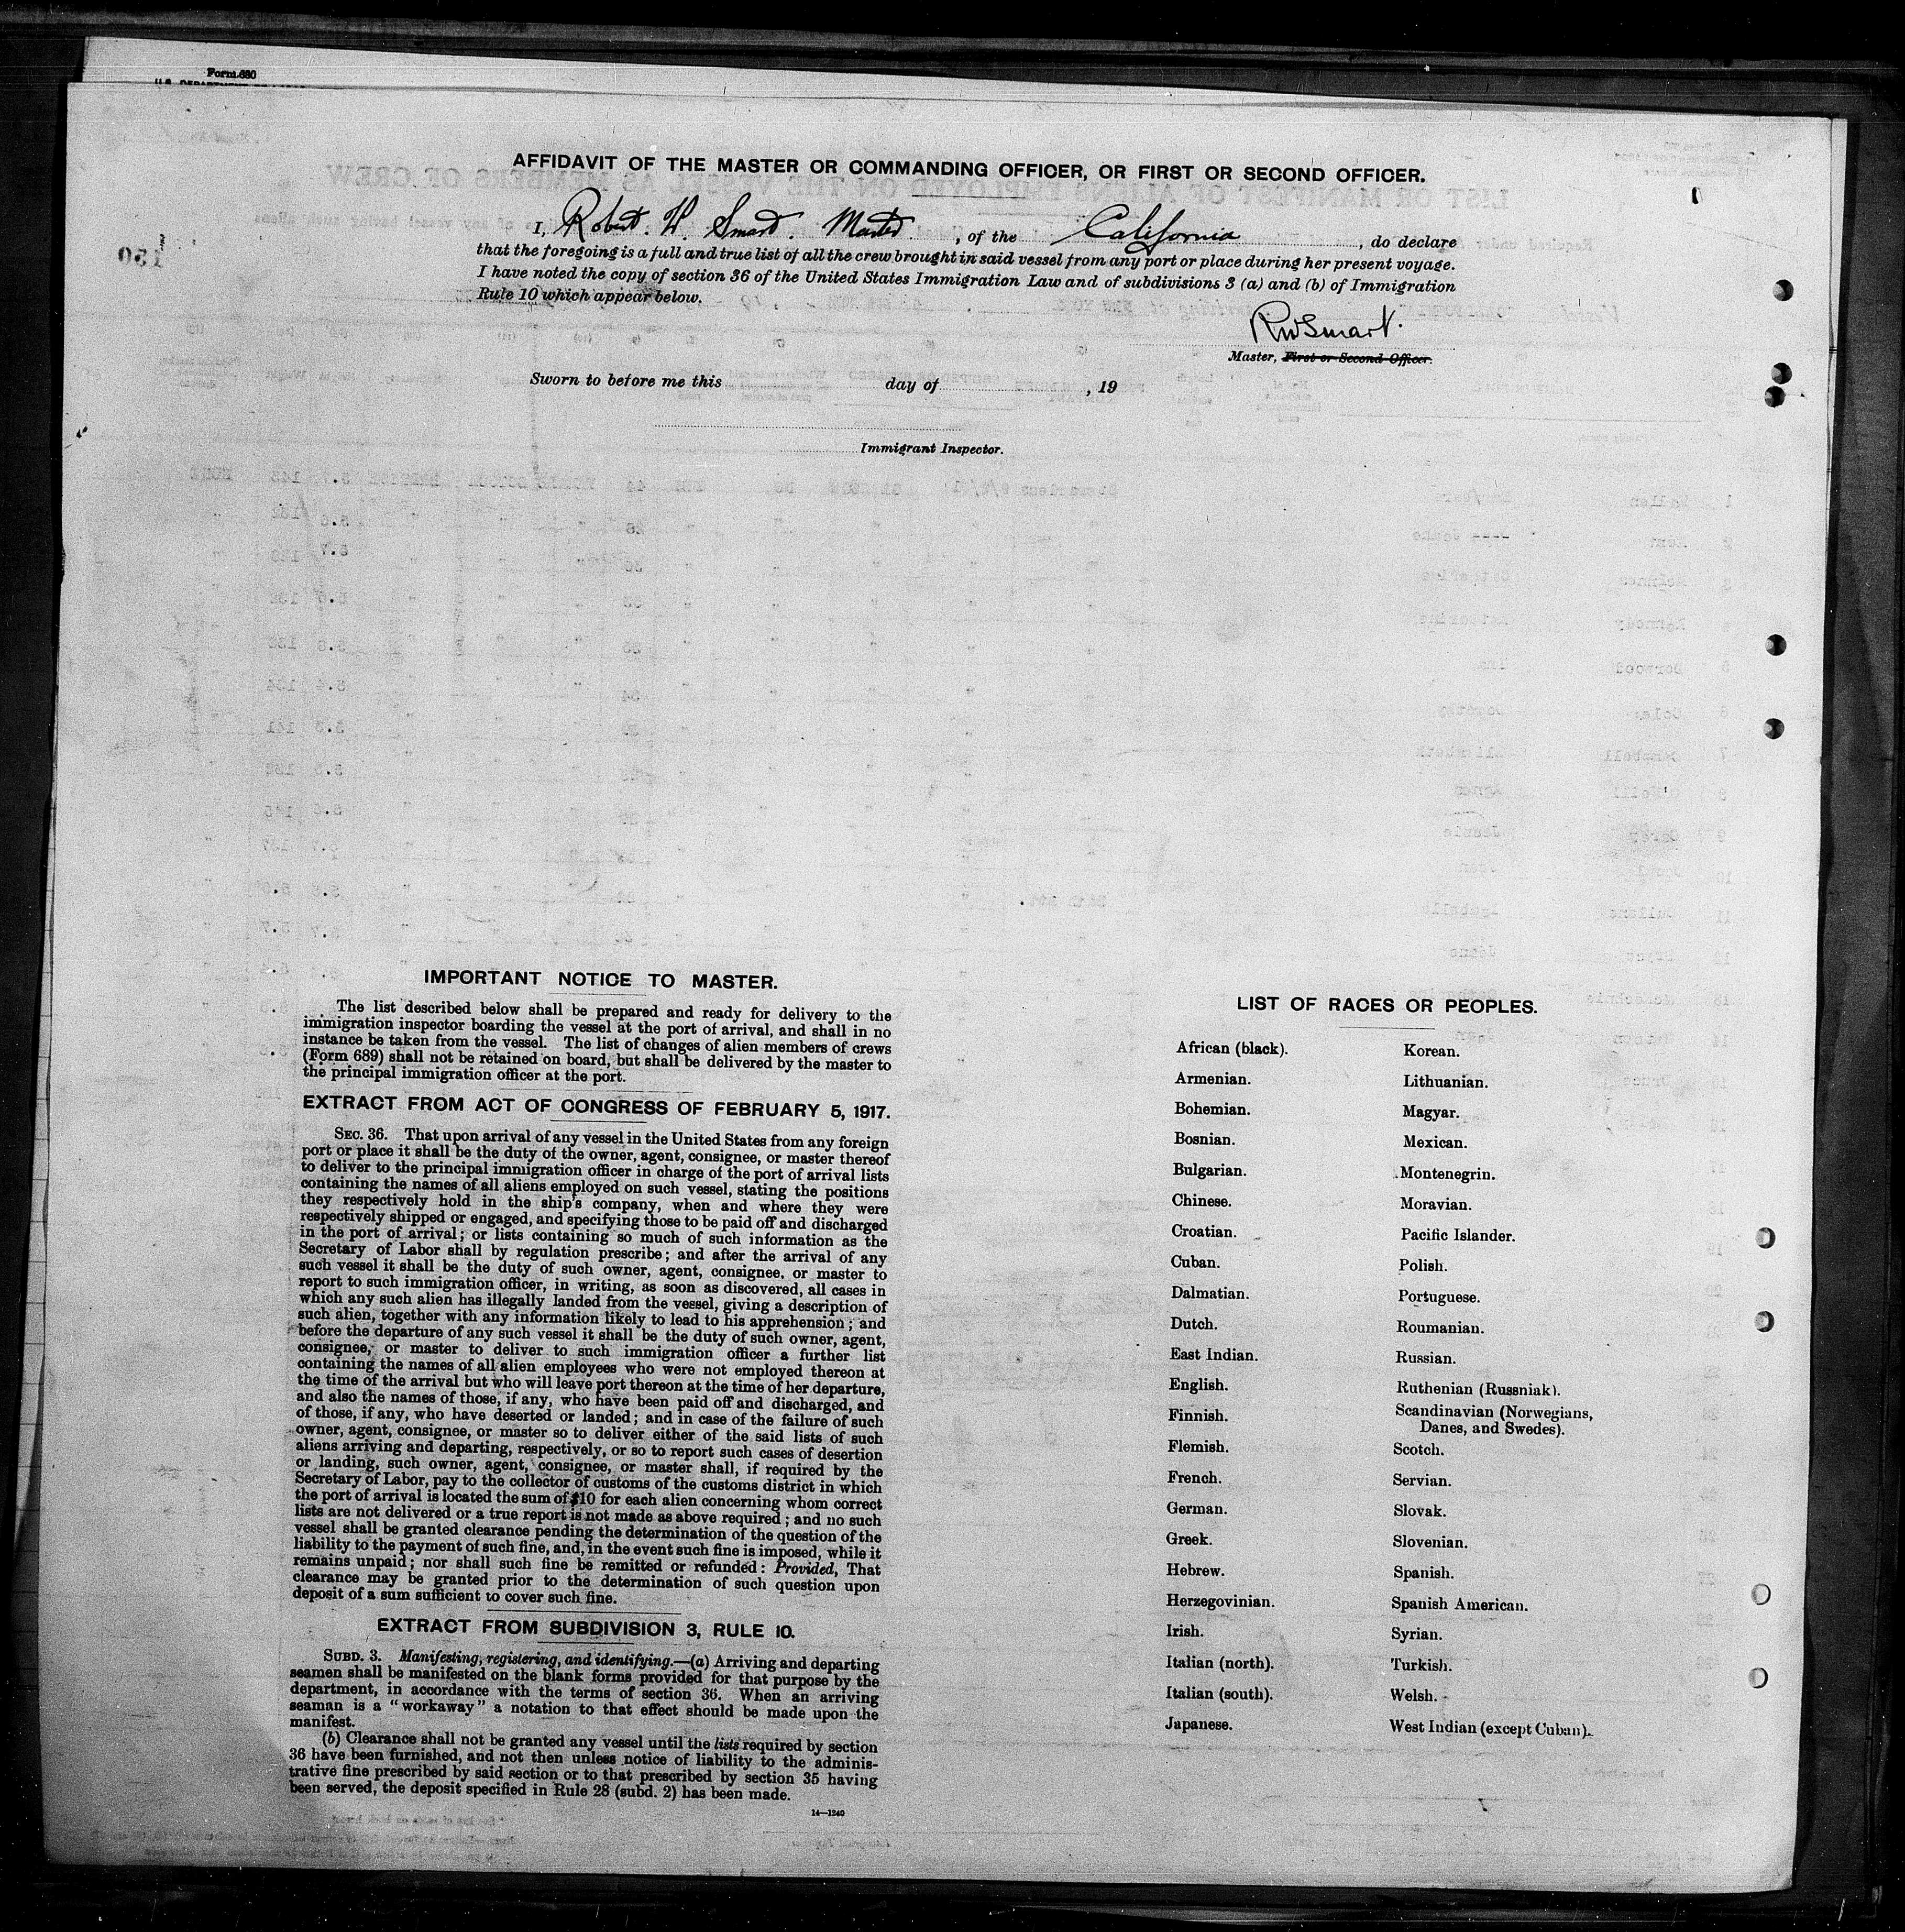 Form 680
AFFIDAVIT OF THE MASTER OR COMMANDING OFFICER, OR FIRST OR SECOND OFFICER.
I, Robert. W. Smart. Master , of the California , do declare
that the foregoing is a full and true list of all the crew brought in said vessel from any port or place during her present voyage.
I have noted the copy of section 36 of the United States Immigration Law and of subdivisions 3 (a) and (b) of Immigration
Rule 10 which appear below.
RWSmart.
Master, First or Second Officer.
Sworn to before me this day of , 19
Immigrant Inspector.
IMPORTANT NOTICE TO MASTER.
The list described below shall be prepared and ready for delivery to the
immigration inspector boarding the vessel at the port of arrival, and shall in no
instance be taken from the vessel. The list of changes of alien members of crews
(Form 689) shall not be retained on board, but shall be delivered by the master to
the principal immigration officer at the port.
EXTRACT FROM ACT OF CONGRESS OF FEBRUARY 5, 1917.
SEC. 36. That upon arrival of any vessel in the United States from any foreign
port or place it shall be the duty of the owner, agent, consignee, or master thereof
to deliver to the principal immigration officer in charge of the port of arrival lists
containing the names of all aliens employed on such vessel, stating the positions
they respectively hold in the ship's company, when and where they were
respectively shipped or engaged, and specifying those to be paid off and discharged
in the port of arrival; or lists containing so much of such information as the
Secretary of Labor shall by regulation prescribe; and after the arrival of any
such vessel it shall be the duty of such owner, agent, consignee, or master to
report to such immigration officer, in writing, as soon as discovered, all cases in
which any such alien has illegally landed from the vessel, giving a description of
such alien, together with any information likely to lead to his apprehension; and
before the departure of any such vessel it shall be the duty of such owner, agent,
consignee, or master to deliver to such immigration officer a further list
containing the names of all alien employees who were not employed thereon at
the time of the arrival but who will leave port thereon at the time of her departure,
and also the names of those, if any, who have been paid off and discharged, and
of those, if any, who have deserted or landed; and in case of the failure of such
owner, agent, consignee, or master so to deliver either of the said lists of such
aliens arriving and departing, respectively, or so to report such cases of desertion
or landing, such owner, agent, consignee, or master shall, if required by the
Secretary of Labor, pay to the collector of customs of the customs district in which
the port of arrival is located the sum of $10 for each alien concerning whom correct
lists are not delivered or a true report is not made as above required; and no such
vessel shall be granted clearance pending the determination of the question of the
liability to the payment of such fine, and, in the event such fine is imposed, while it
remains unpaid; nor shall such fine be remitted or refunded: Provided, That
clearance may be granted prior to the determination of such question upon
deposit of a sum sufficient to cover such fine.
EXTRACT FROM SUBDIVISION 3, RULE 10.
SUBD. 3. Manifesting, registering, and identifying.—(a) Arriving and departing
seamen shall be manifested on the blank forms provided for that purpose by the
department, in accordance with the terms of section 36. When an arriving
seaman is a "workaway" a notation to that effect should be made upon the
manifest.
(b) Clearance shall not be granted any vessel until the lists required by section
36 have been furnished, and not then unless notice of liability to the adminis-
trative fine prescribed by said section or to that prescribed by section 35 having
been served, the deposit specified in Rule 28 (subd. 2) has been made.
14—1240
LIST OF RACES OR PEOPLES.
African (black).
Armenian.
Bohemian.
Bosnian.
Bulgarian.
Chinese.
Croatian.
Cuban.
Dalmatian.
Dutch.
East Indian.
English.
Finnish.
Flemish.
French.
German.
Greek.
Hebrew.
Herzegovinian.
Irish.
Italian (north).
Italian (south).
Japanese.
Korean.
Lithuanian.
Magyar.
Mexican.
Montenegrin.
Moravian.
Pacific Islander.
Polish.
Portuguese.
Roumanian.
Russian.
Ruthenian (Russniak).
Scandinavian (Norwegians,
Danes, and Swedes).
Scotch.
Servian.
Slovak.
Slovenian.
Spanish.
Spanish American.
Syrian.
Turkish.
Welsh.
West Indian (except Cuban).